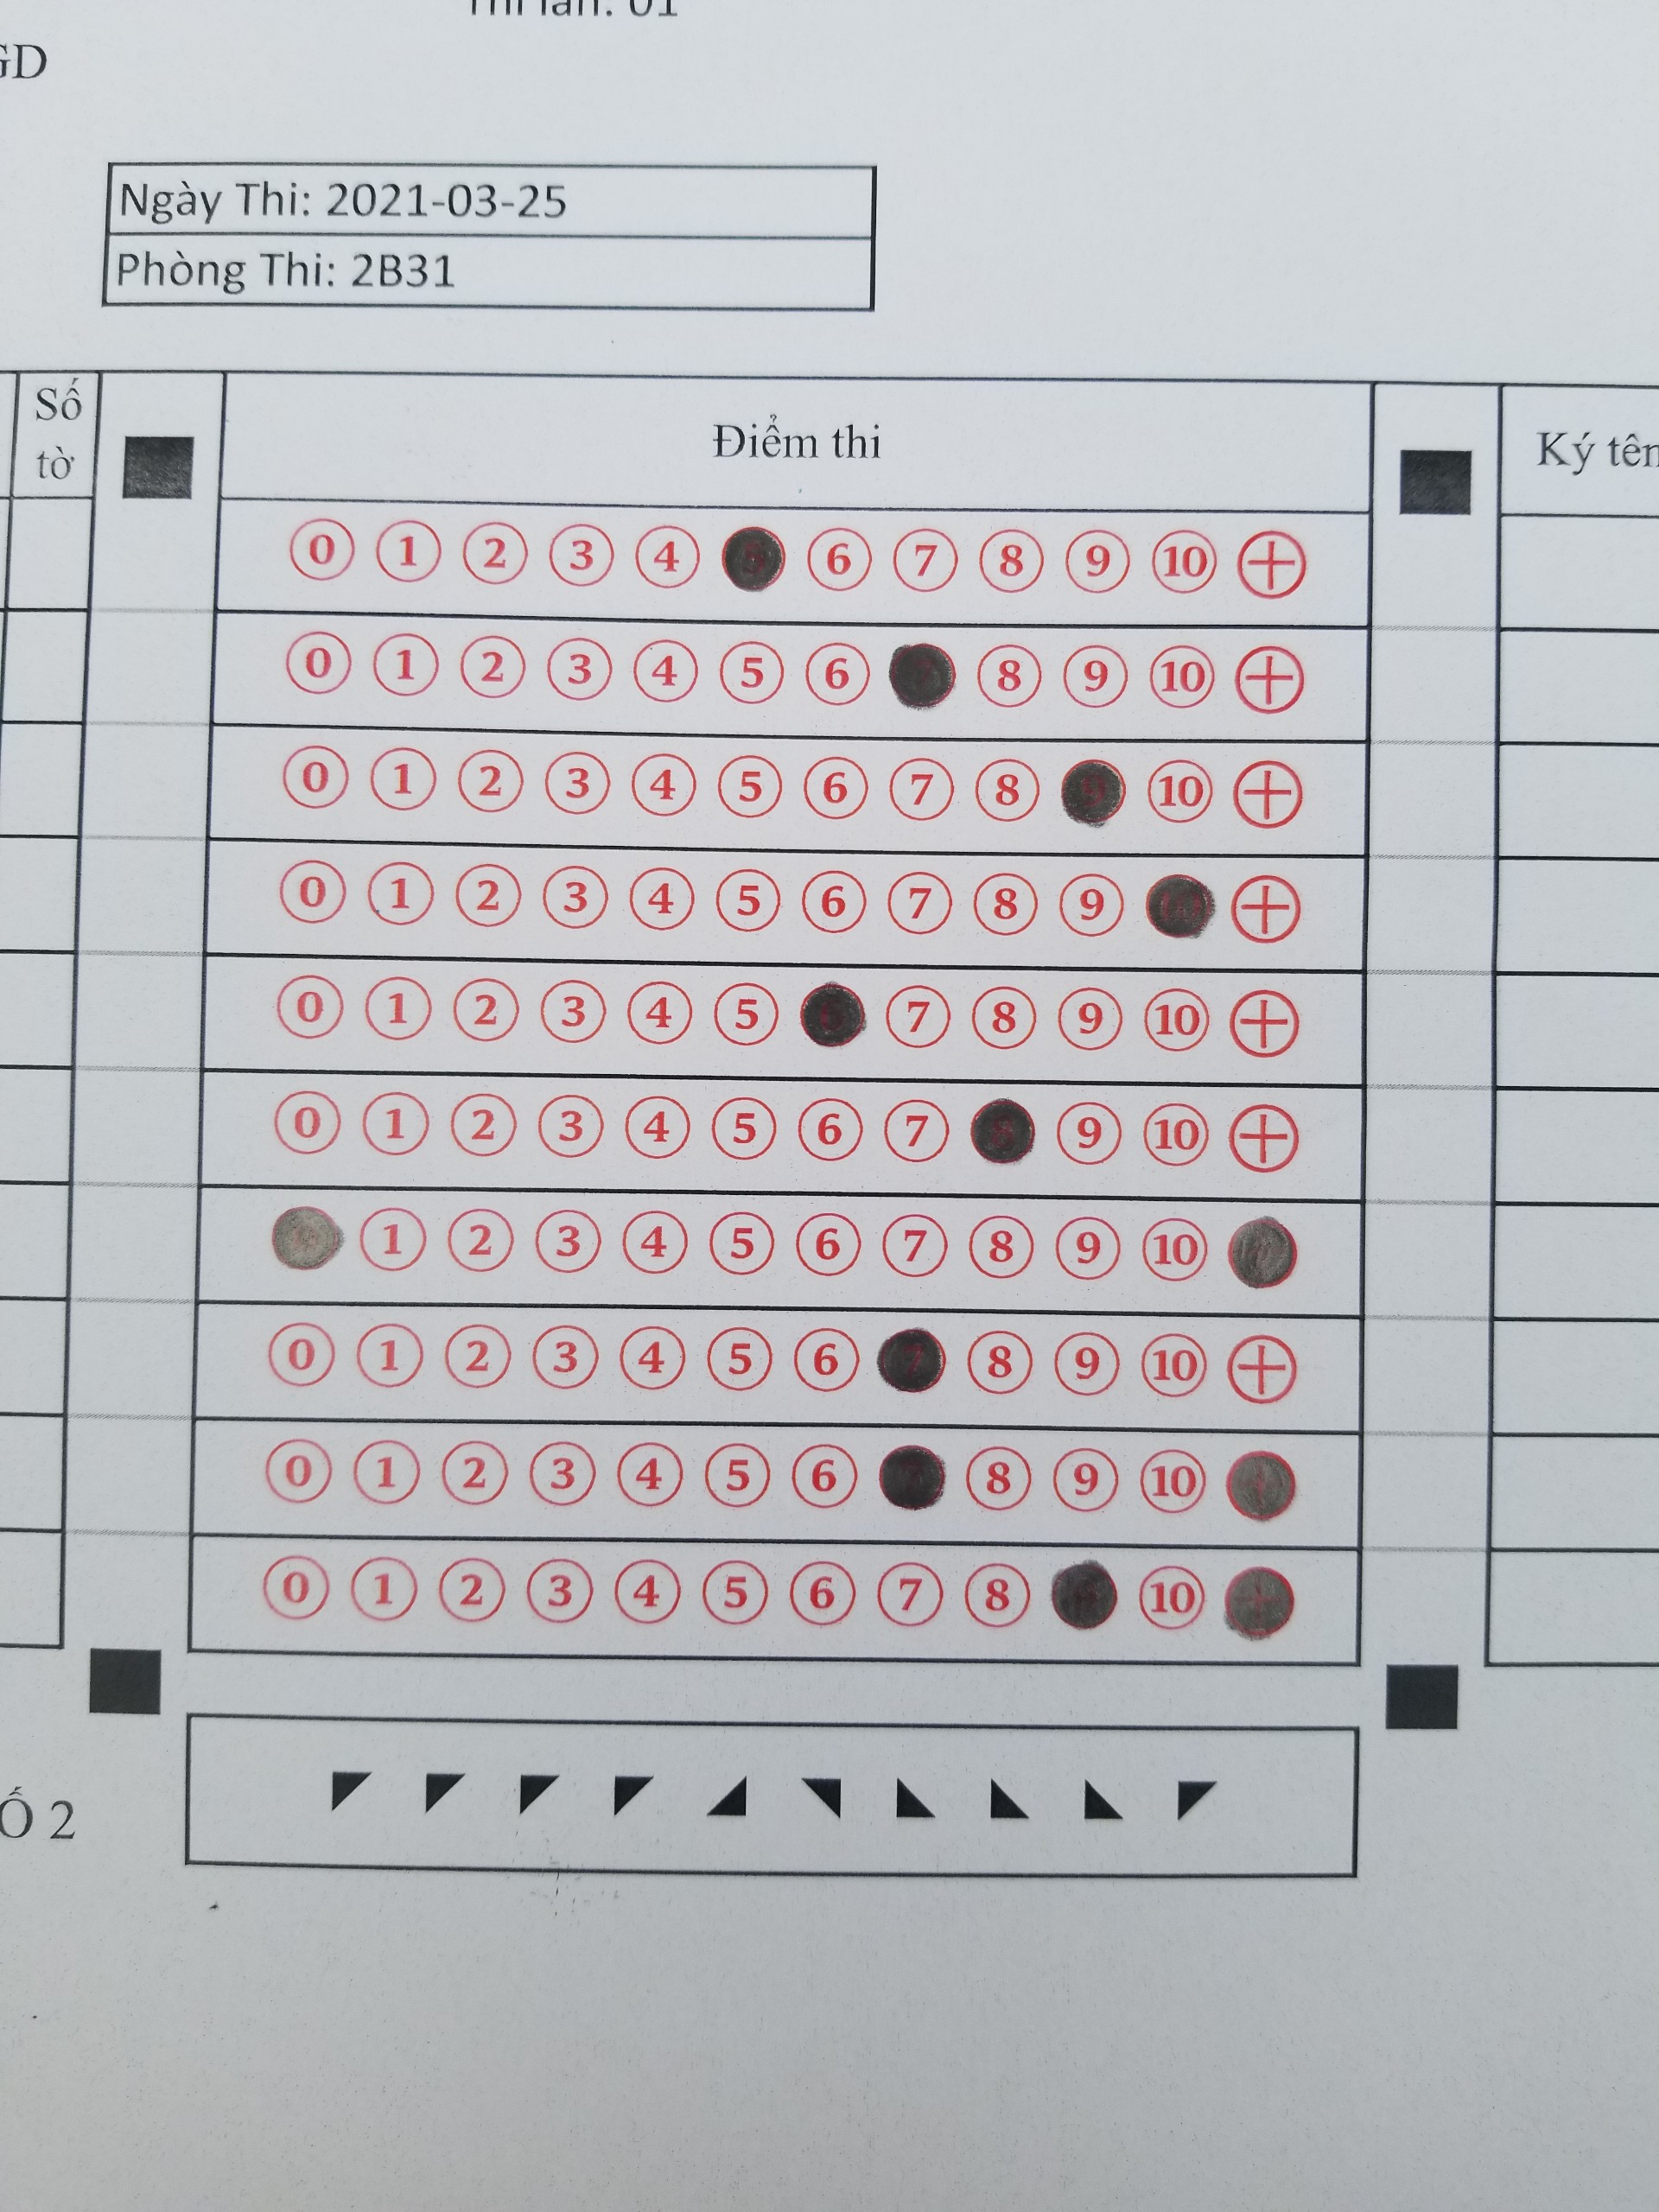 Thi lần: 01
GD
Ngày Thi: 2021-03-25
Phòng Thi: 2B31
Số tờ
Điểm thi
Ký tên
0 1 2 3 4 5 6 7 8 9 10 +
0 1 2 3 4 6 5 8 9 10 +
0 1 2 3 4 5 6 7 8 9 10 +
0 1 2 3 4 5 6 7 8 9 10 +
0 1 2 3 4 5 6 7 8 9 10 +
0 1 2 3 4 5 6 7 8 9 10 +
1 2 3 4 5 6 7 8 9 10
0 1 2 3 4 5 6 7 8 9 10 +
0 1 2 3 4 5 6 8 9 10 +
0 1 2 3 4 5 6 7 8 10 +
Ố 2